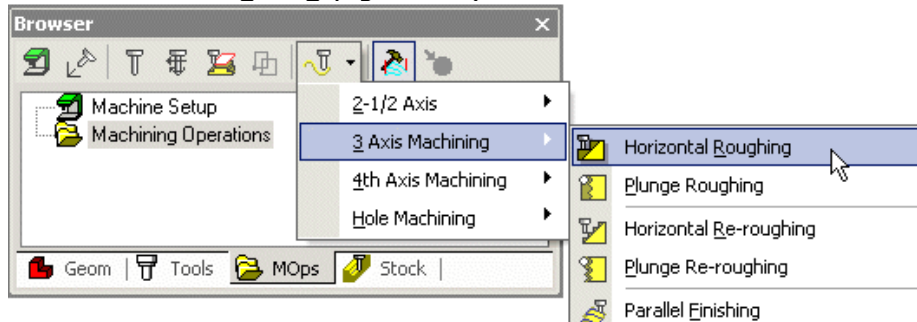 Browser
Machine Setup
Machining Operations
2-1/2 Axis
3 Axis Machining
4th Axis Machining
Hole Machining
Horizontal Roughing
Plunge Roughing
Horizontal Re-roughing
Plunge Re-roughing
Parallel Finishing
Geom
Tools
MOps
Stock